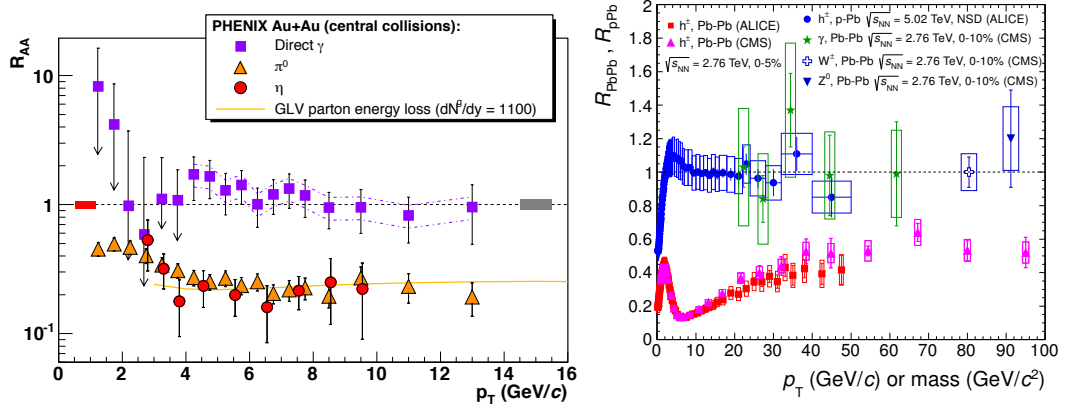 PHENIX Au+Au (central collisions):
Direct γ
π⁰
η
GLV parton energy loss (dNᵍ/dy = 1100)
R_AA
10
1
10⁻¹
0 2 4 6 8 10 12 14 16
p_T (GeV/c)
h±, Pb-Pb (ALICE)
h±, Pb-Pb (CMS)
√s_NN = 2.76 TeV, 0-5%
h±, p-Pb √s_NN = 5.02 TeV, NSD (ALICE)
γ, Pb-Pb √s_NN = 2.76 TeV, 0-10% (CMS)
W±, Pb-Pb √s_NN = 2.76 TeV, 0-10% (CMS)
Z⁰, Pb-Pb √s_NN = 2.76 TeV, 0-10% (CMS)
R_PbPb , R_pPb
2
1.8
1.6
1.4
1.2
1
0.8
0.6
0.4
0.2
0
0 10 20 30 40 50 60 70 80 90 100
p_T (GeV/c) or mass (GeV/c²)